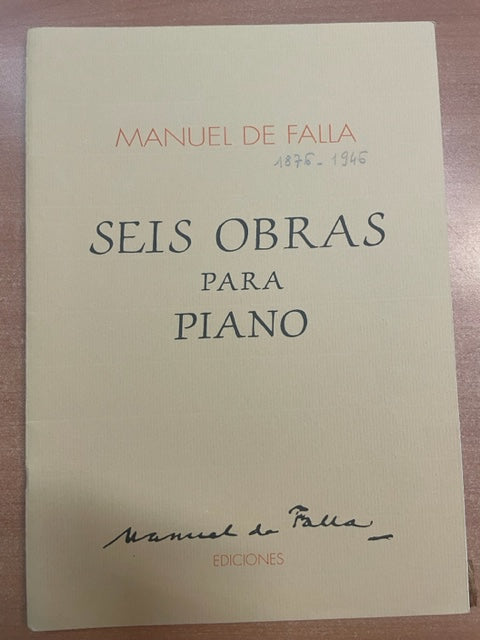 MANUEL DE FALLA
1876-1946
SEIS OBRAS
PARA
PIANO
Manuel de Falla
EDICIONES